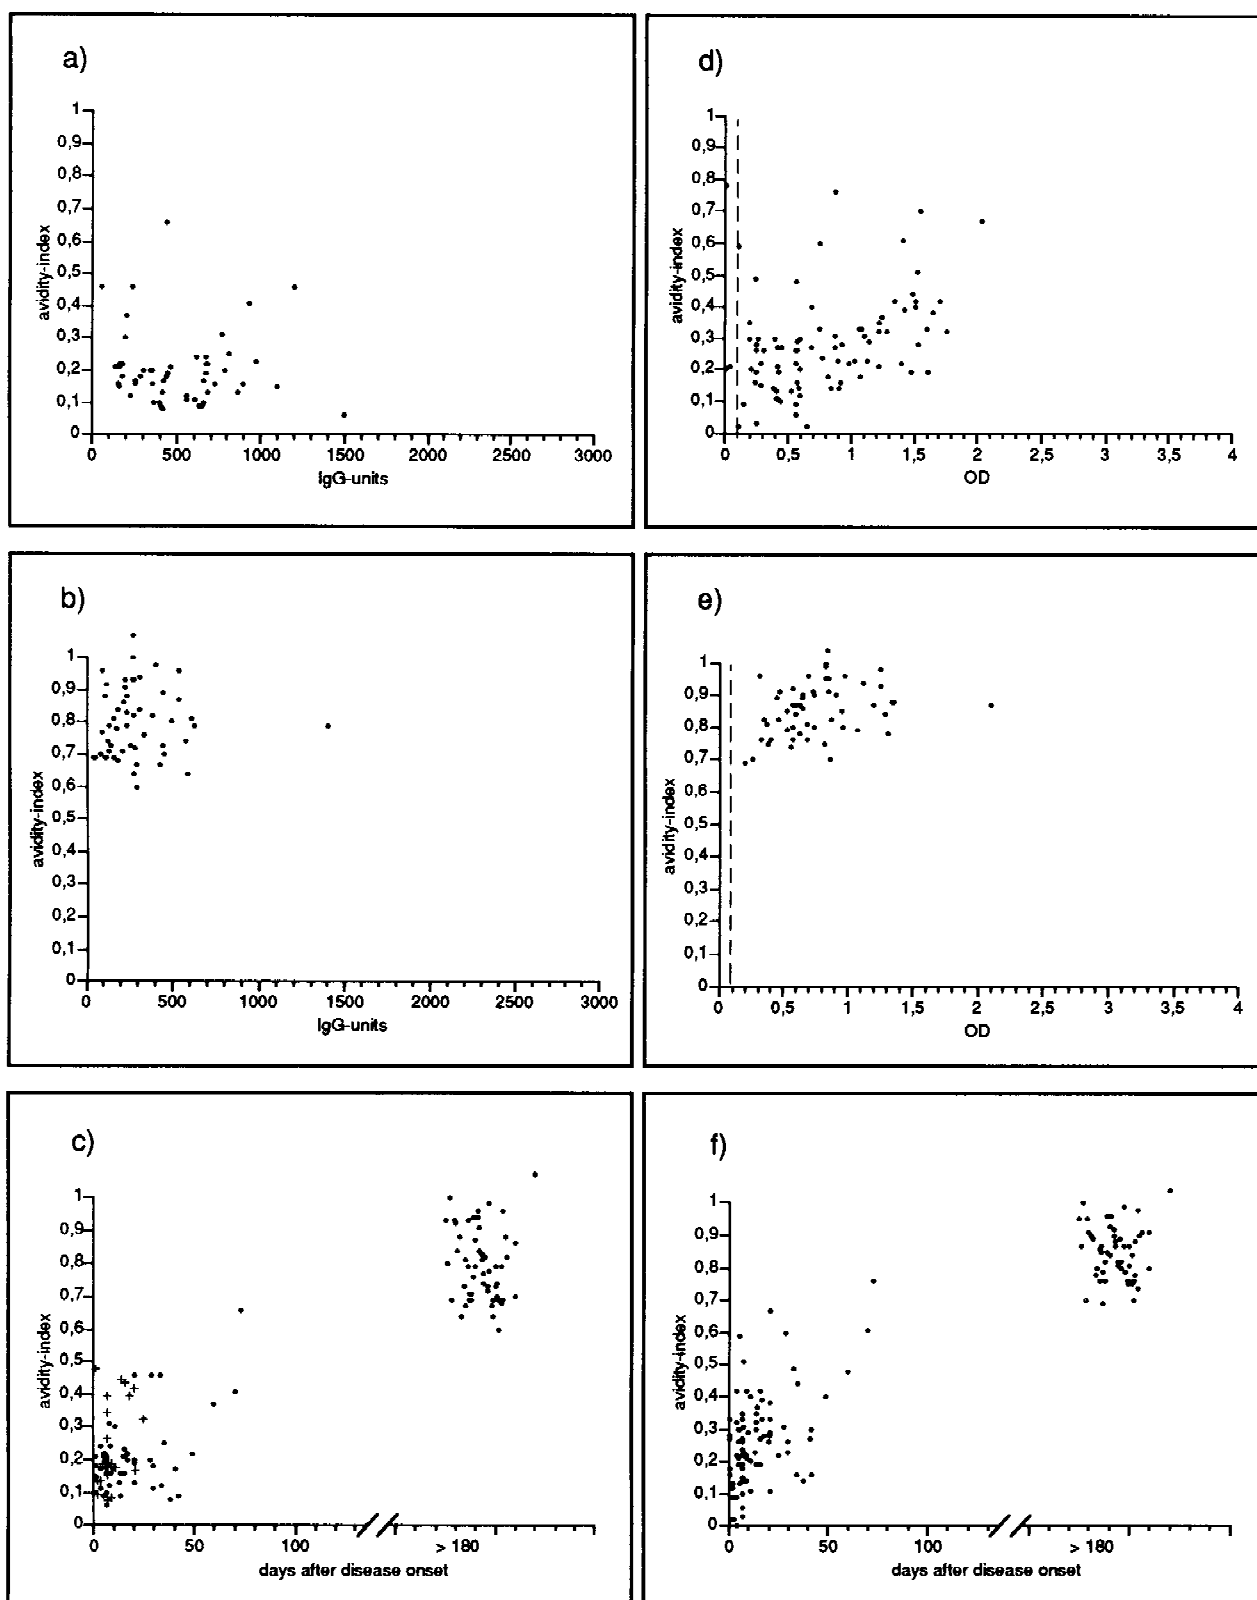 a)
1
0,9
0,8
0,7
0,6
0,5
0,4
0,3
0,2
0,1
0
avidity-index
0 500 1000 1500 2000 2500 3000
IgG-units
d)
1
0,9
0,8
0,7
0,6
0,5
0,4
0,3
0,2
0,1
0
avidity-index
0 0,5 1 1,5 2 2,5 3 3,5 4
OD
b)
1
0,9
0,8
0,7
0,6
0,5
0,4
0,3
0,2
0,1
0
avidity-index
0 500 1000 1500 2000 2500 3000
IgG-units
e)
1
0,9
0,8
0,7
0,6
0,5
0,4
0,3
0,2
0,1
0
avidity-index
0 0,5 1 1,5 2 2,5 3 3,5 4
OD
c)
1
0,9
0,8
0,7
0,6
0,5
0,4
0,3
0,2
0,1
0
avidity-index
0 50 100 > 180
days after disease onset
f)
1
0,9
0,8
0,7
0,6
0,5
0,4
0,3
0,2
0,1
0
avidity-index
0 50 100 > 180
days after disease onset